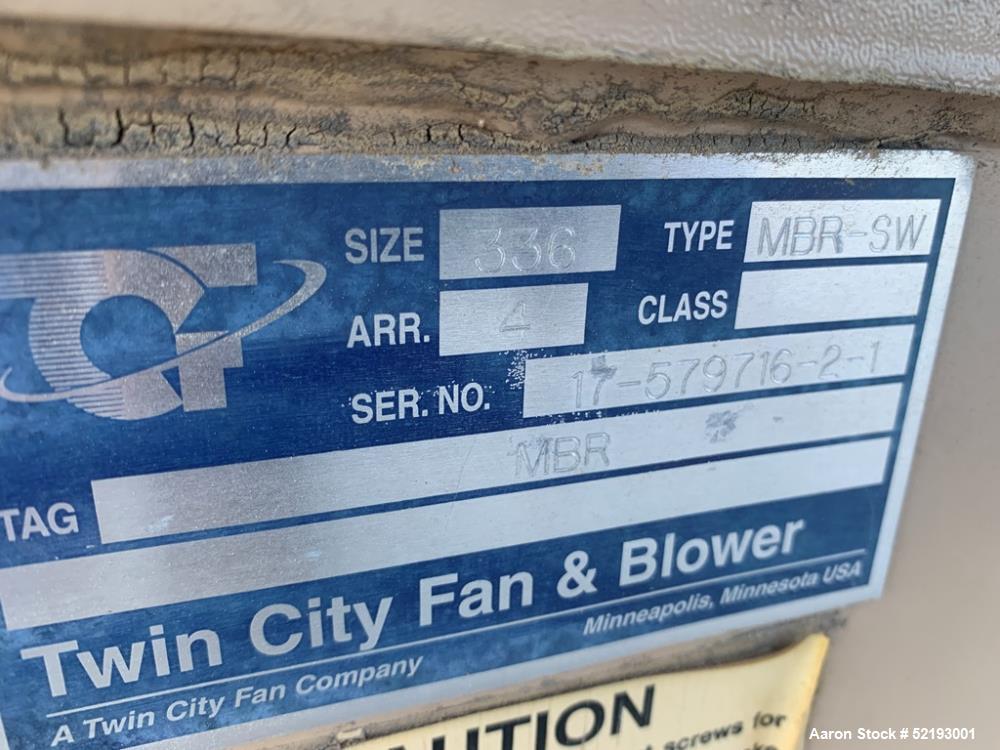 SIZE 336 TYPE MBR-SW
ARR. 4 CLASS
SER. NO. 17-579716-2-1
TAG MBR
Twin City Fan & Blower
A Twin City Fan Company Minneapolis, Minnesota USA
CAUTION
screws for
Aaron Stock # 52193001